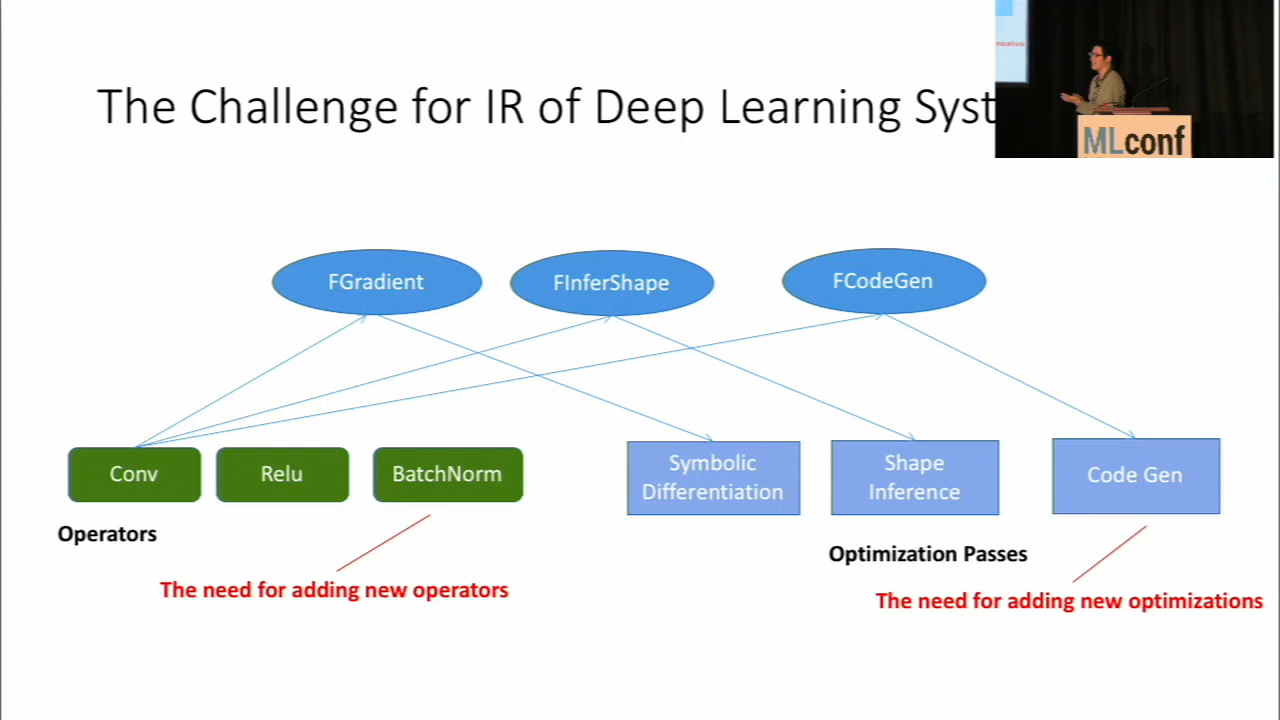 The Challenge for IR of Deep Learning Syst
mizations
MLconf
FGradient
FInferShape
FCodeGen
Conv
Relu
BatchNorm
Symbolic
Differentiation
Shape
Inference
Code Gen
Operators
Optimization Passes
The need for adding new operators
The need for adding new optimizations